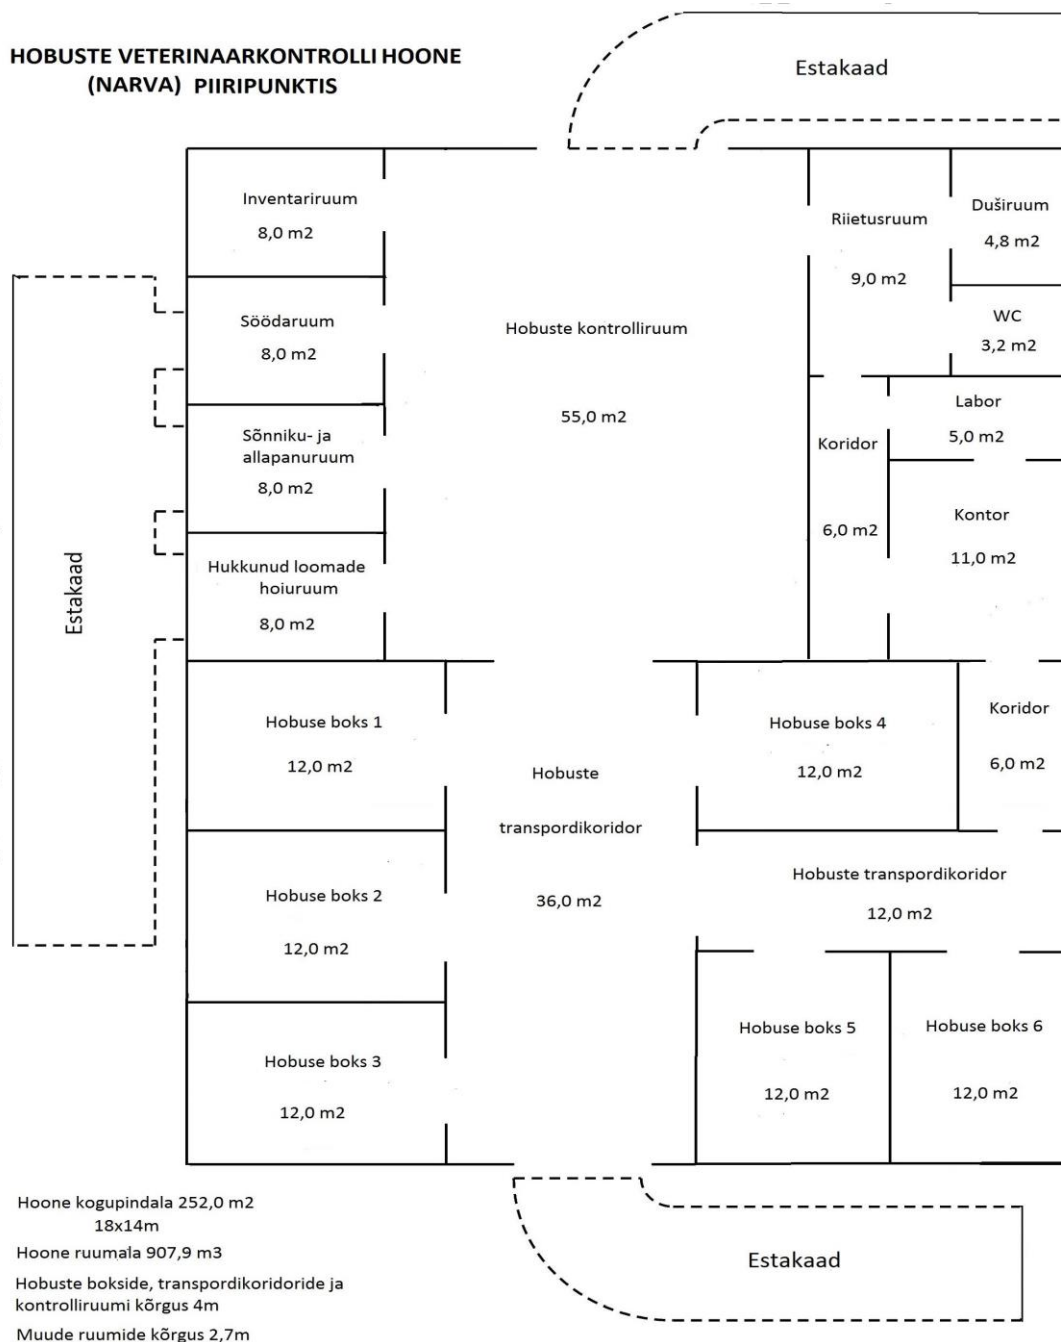 HOBUSTE VETERINAARKONTROLLI HOONE
(NARVA) PIIRIPUNKTIS
Estakaad
Inventariruum
8,0 m2
Riietusruum
9,0 m2
Duširuum
4,8 m2
Söödaruum
8,0 m2
Hobuste kontrolliruum
55,0 m2
WC
3,2 m2
Labor
5,0 m2
Sõnniku- ja
allapanuruum
8,0 m2
Koridor
6,0 m2
Kontor
11,0 m2
Hukkunud loomade
hoiuruum
8,0 m2
Estakaad
Hobuse boks 1
12,0 m2
Hobuste
transpordikoridor
36,0 m2
Hobuse boks 4
12,0 m2
Koridor
6,0 m2
Hobuse boks 2
12,0 m2
Hobuste transpordikoridor
12,0 m2
Hobuse boks 3
12,0 m2
Hobuse boks 5
12,0 m2
Hobuse boks 6
12,0 m2
Hoone kogupindala 252,0 m2
18x14m
Hoone ruumala 907,9 m3
Hobuste bokside, transpordikoridoride ja
kontrolliruumi kõrgus 4m
Muude ruumide kõrgus 2,7m
Estakaad